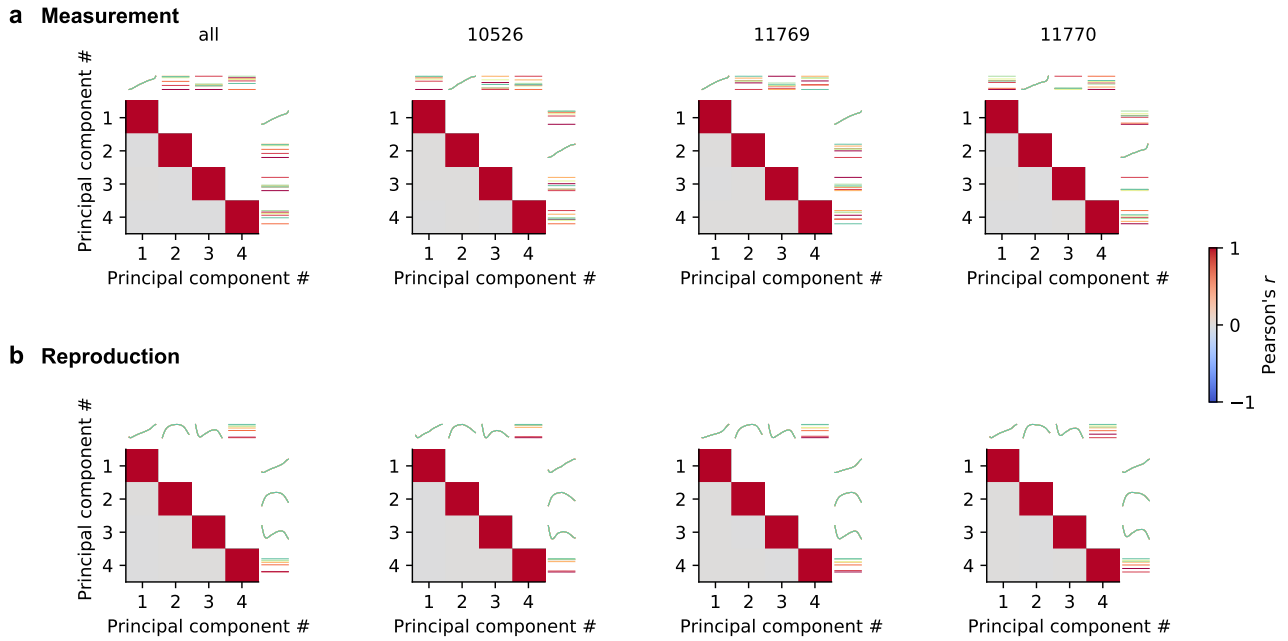 a Measurement
all
10526
11769
11770
Principal component #
1
2
3
4
1 2 3 4
Principal component #
1
2
3
4
1 2 3 4
Principal component #
1
2
3
4
1 2 3 4
Principal component #
1
2
3
4
1 2 3 4
Principal component #
1
0
−1
Pearson's r
b Reproduction
Principal component #
1
2
3
4
1 2 3 4
Principal component #
1
2
3
4
1 2 3 4
Principal component #
1
2
3
4
1 2 3 4
Principal component #
1
2
3
4
1 2 3 4
Principal component #